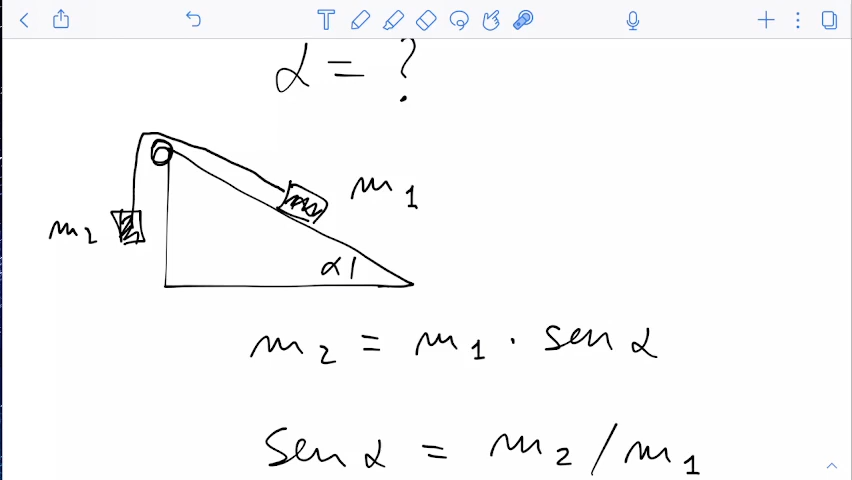 α = ?
m1
m2
α
m2 = m1 · sen α
sen α = m2 / m1